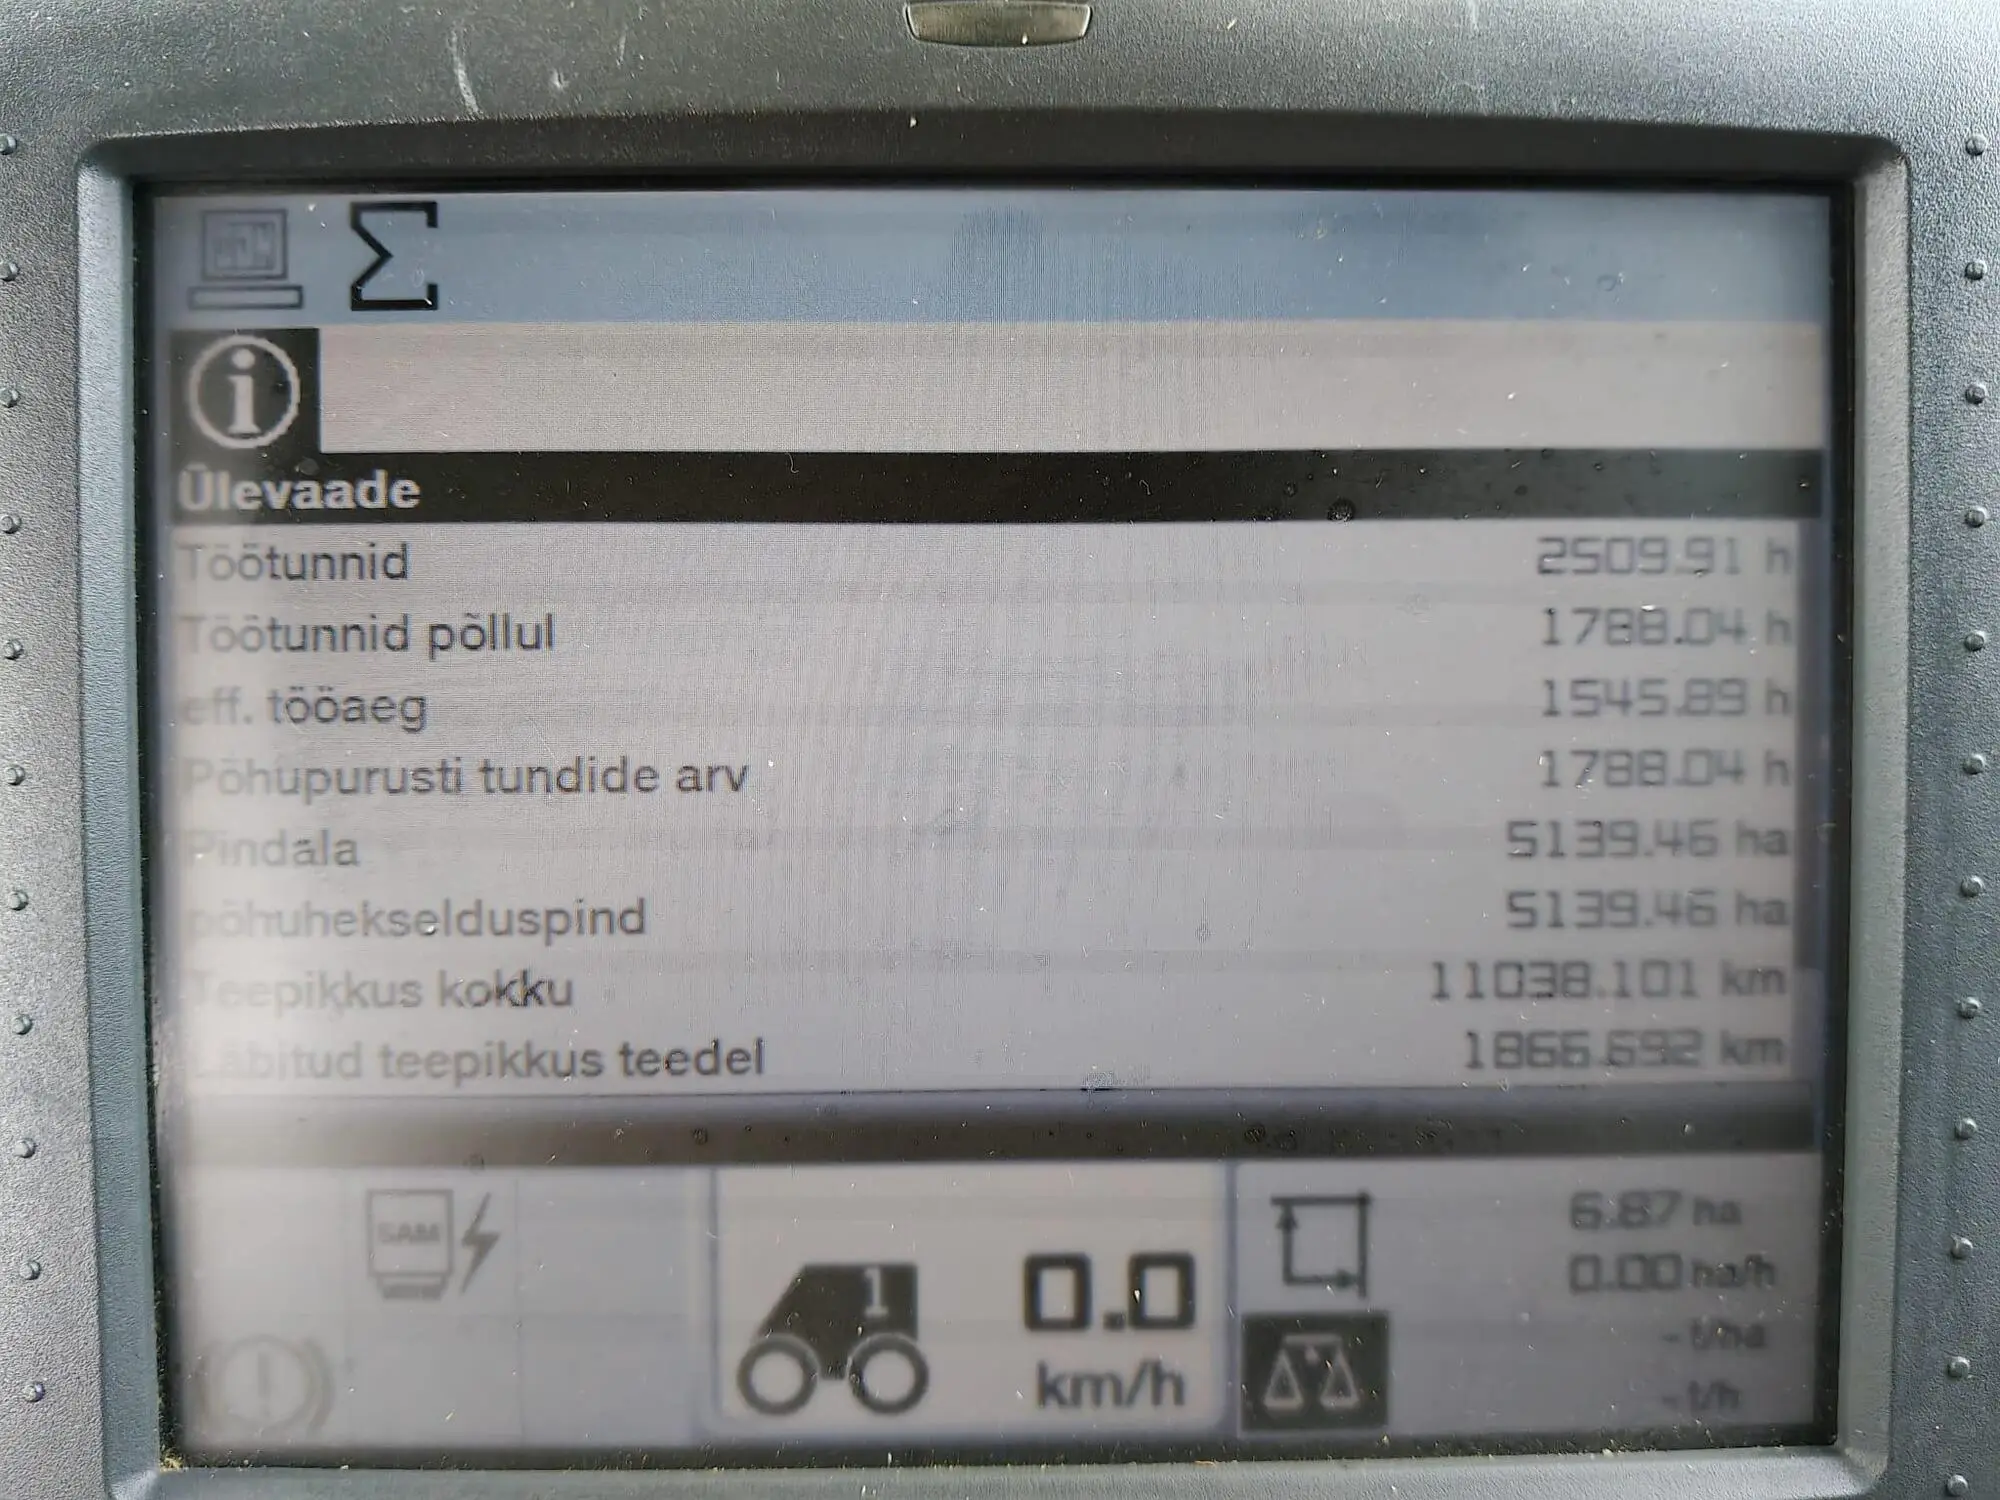 Σ
i
Ülevaade
Töötunnid 2509.91 h
Töötunnid põllul 1788.04 h
eff. tööaeg 1545.89 h
Põhupurusti tundide arv 1788.04 h
Pindala 5139.46 ha
põhuhekselduspind 5139.46 ha
Teepikkus kokku 11038.101 km
Läbitud teepikkus teedel 1866.692 km
SAM
1
0.0
km/h
6.87 ha
0.00 ha/h
- t/ha
- t/h